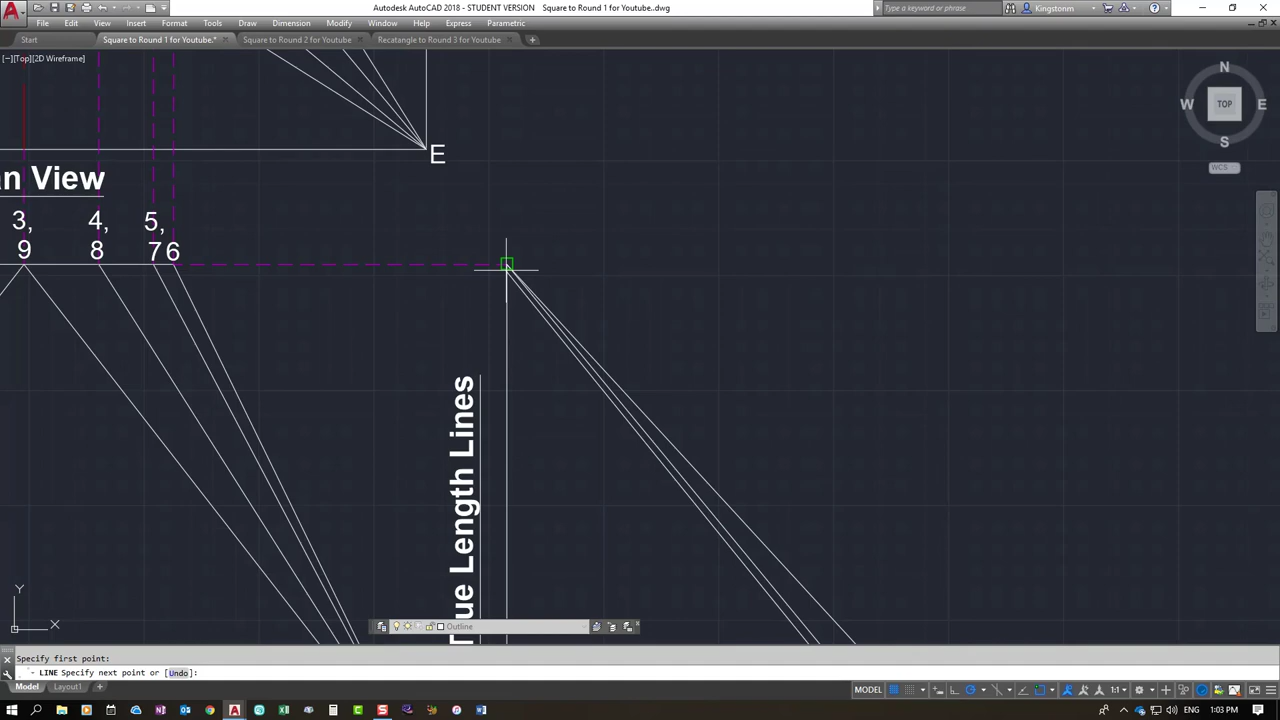 Autodesk AutoCAD 2018 - STUDENT VERSION Square to Round 1 for Youtube..dwg
Type a keyword or phrase
Kingstonm
File Edit View Insert Format Tools Draw Dimension Modify Window Help Express Parametric
Start Square to Round 1 for Youtube.* Square to Round 2 for Youtube Recatangle to Round 3 for Youtube
[−][Top][2D Wireframe]
N
W TOP E
S
WCS
E
an View
3, 4, 5,
9 8 7 6
True Length Lines
Y
X
Outline
Specify first point:
LINE Specify next point or [Undo]:
Model Layout1
MODEL 1:1
1:03 PM